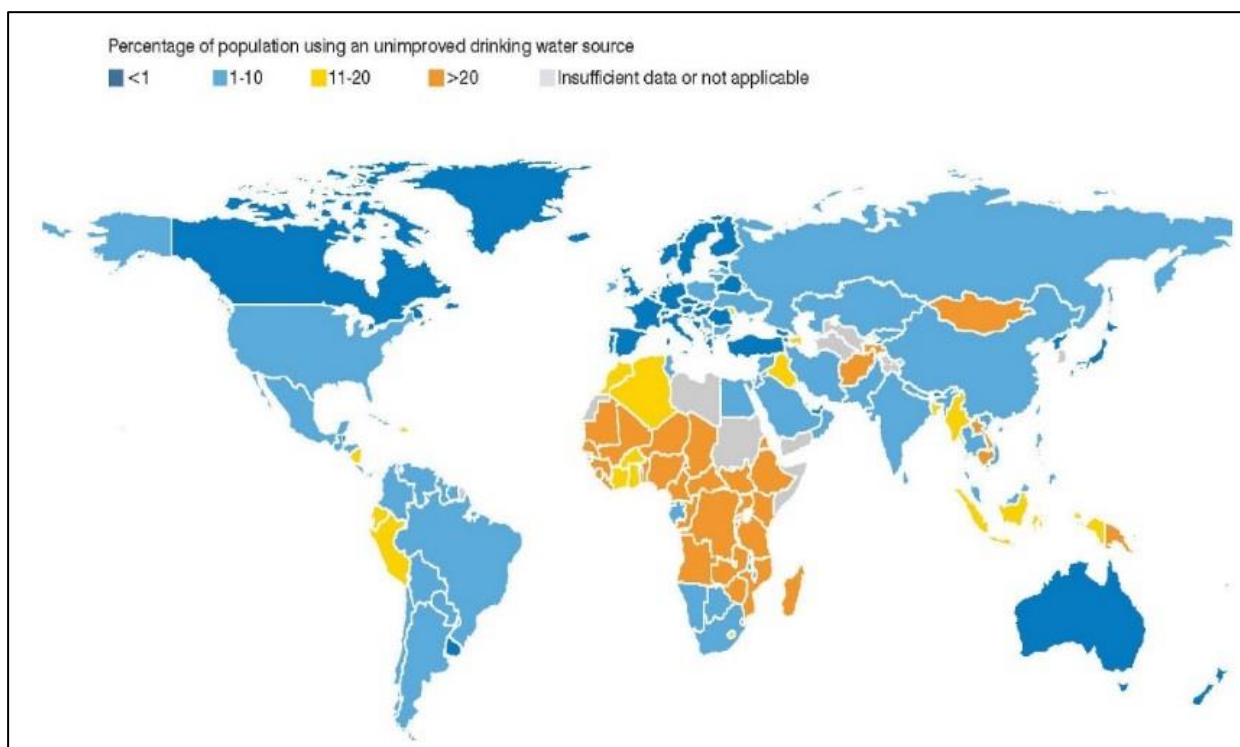 Percentage of population using an unimproved drinking water source
<1 1-10 11-20 >20 Insufficient data or not applicable